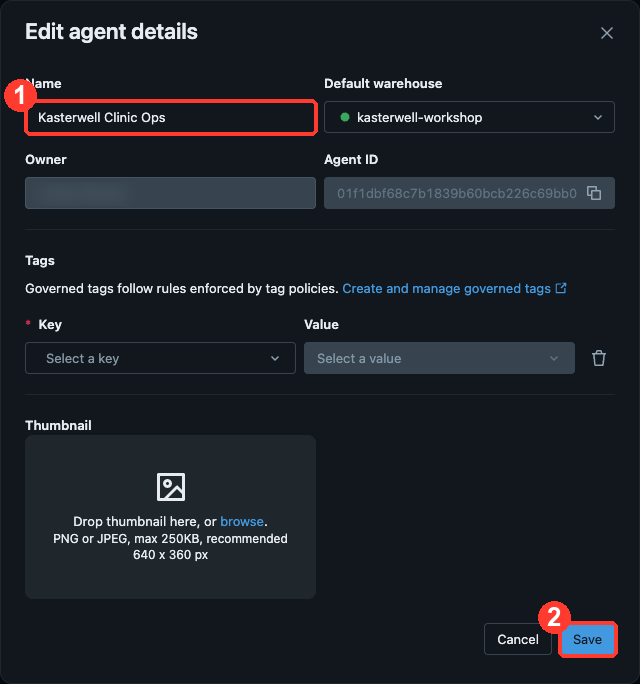 Edit agent details
Name
Default warehouse
1
Kasterwell Clinic Ops
kasterwell-workshop
Owner
Agent ID
01f1dbf68c7b1839b60bcb226c69bb0
Tags
Governed tags follow rules enforced by tag policies. Create and manage governed tags
* Key
Value
Select a key
Select a value
Thumbnail
Drop thumbnail here, or browse.
PNG or JPEG, max 250KB, recommended
640 x 360 px
2
Cancel
Save